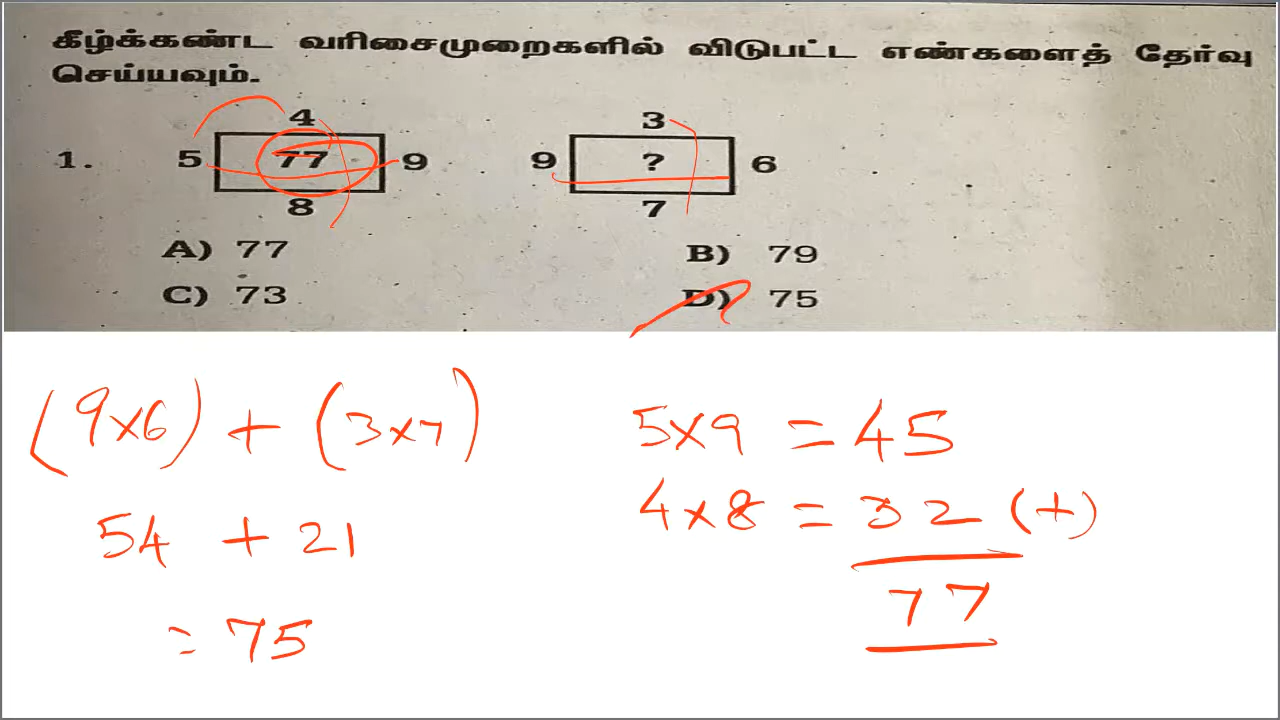 கீழ்க்கண்ட வரிசைமுறைகளில் விடுபட்ட எண்களைத் தேர்வு
செய்யவும்.
4 3
1. 5 77 9 9 ? 6
8 7
A) 77 B) 79
C) 73 D) 75
(9x6) + (3x7)
54 + 21
= 75
5x9 = 45
4x8 = 32 (+)
77